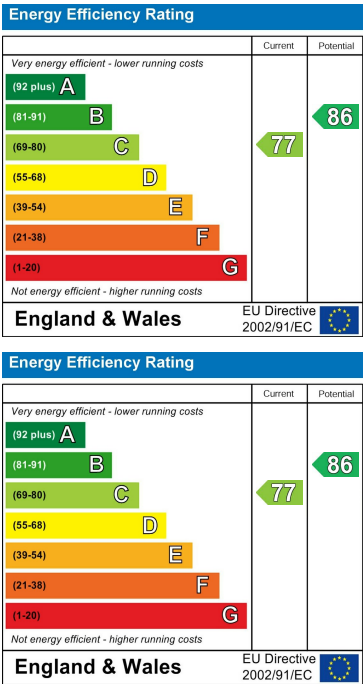 Energy Efficiency Rating
Current Potential
Very energy efficient - lower running costs
(92 plus) A
(81-91) B 86
(69-80) C 77
(55-68) D
(39-54) E
(21-38) F
(1-20) G
Not energy efficient - higher running costs
England & Wales EU Directive
2002/91/EC
Energy Efficiency Rating
Current Potential
Very energy efficient - lower running costs
(92 plus) A
(81-91) B 86
(69-80) C 77
(55-68) D
(39-54) E
(21-38) F
(1-20) G
Not energy efficient - higher running costs
England & Wales EU Directive
2002/91/EC